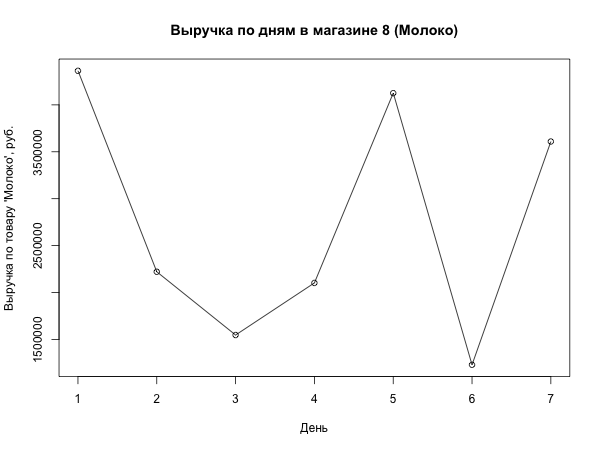 Выручка по дням в магазине 8 (Молоко)
Выручка по товару 'Молоко', руб.
3500000
2500000
1500000
1 2 3 4 5 6 7
День